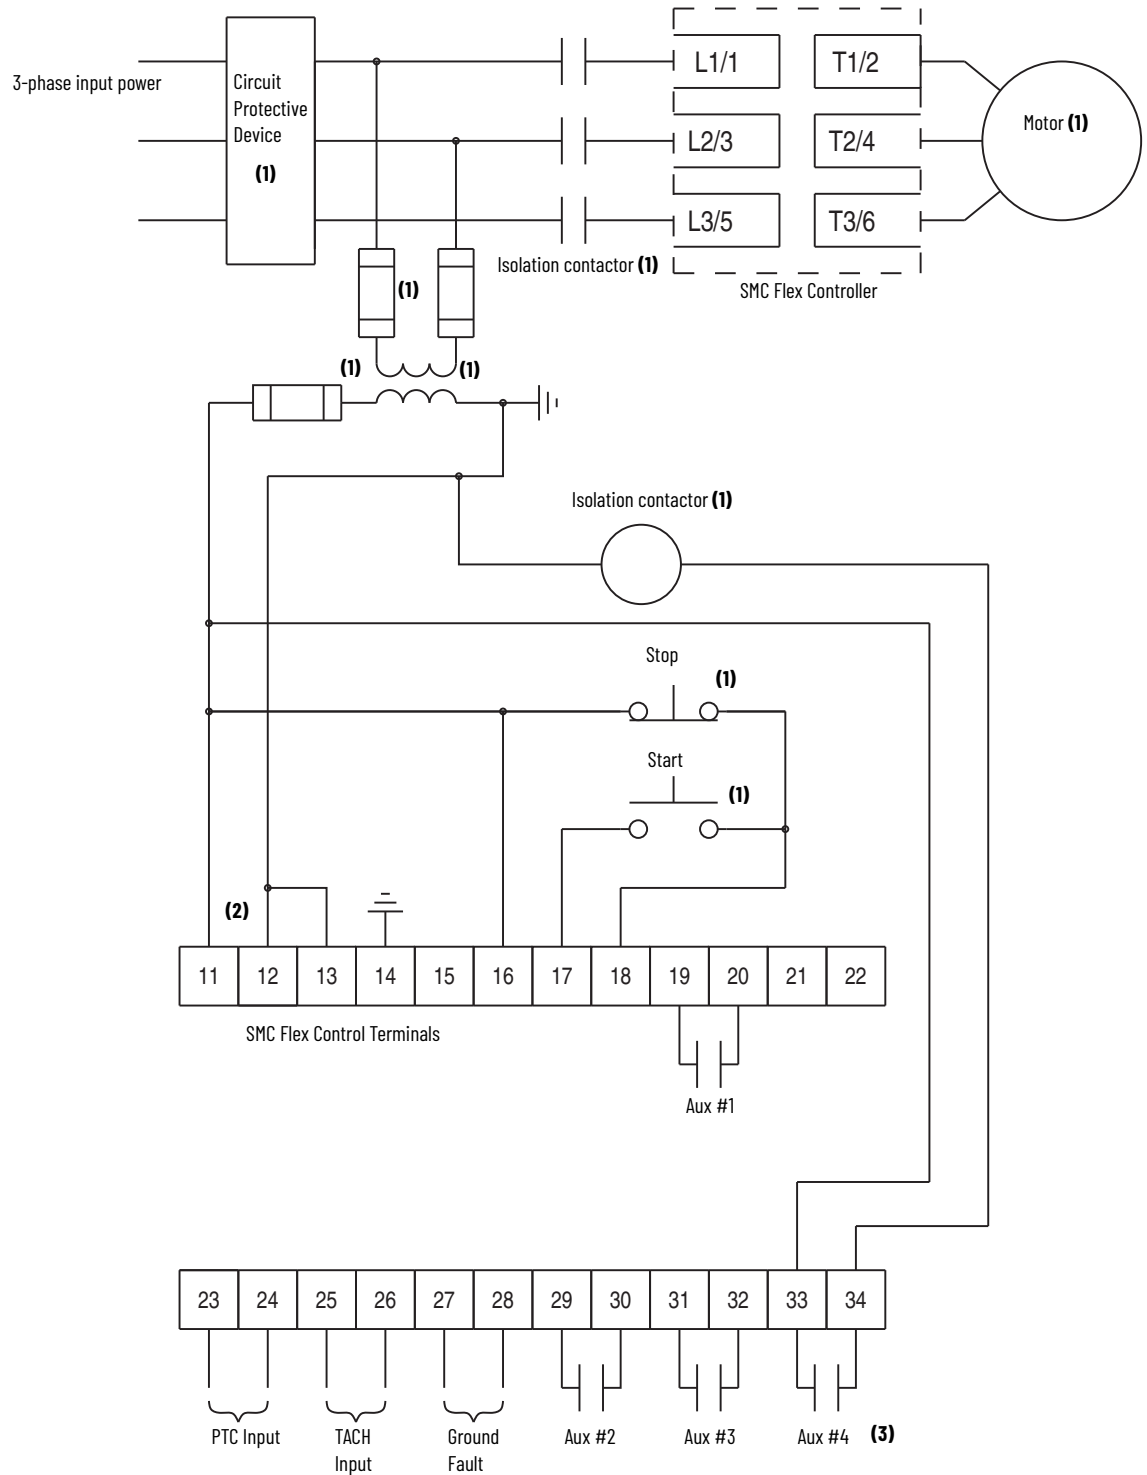 3-phase input power
Circuit
Protective
Device
(1)
L1/1
T1/2
L2/3
T2/4
L3/5
T3/6
Motor (1)
Isolation contactor (1)
SMC Flex Controller
(1)
(1)
(1)
Isolation contactor (1)
Stop
(1)
Start
(1)
(2)
11 12 13 14 15 16 17 18 19 20 21 22
SMC Flex Control Terminals
Aux #1
23 24 25 26 27 28 29 30 31 32 33 34
PTC Input
TACH
Input
Ground
Fault
Aux #2
Aux #3
Aux #4 (3)